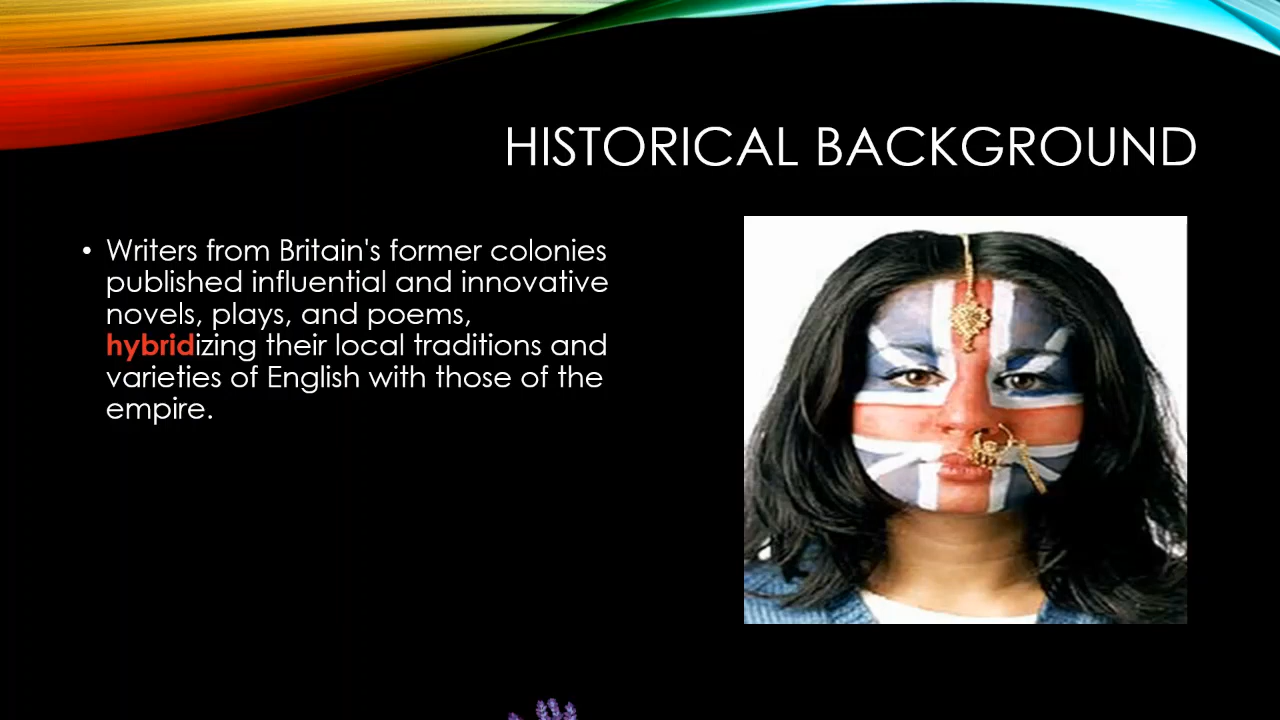 HISTORICAL BACKGROUND
• Writers from Britain's former colonies
published influential and innovative
novels, plays, and poems,
hybridizing their local traditions and
varieties of English with those of the
empire.